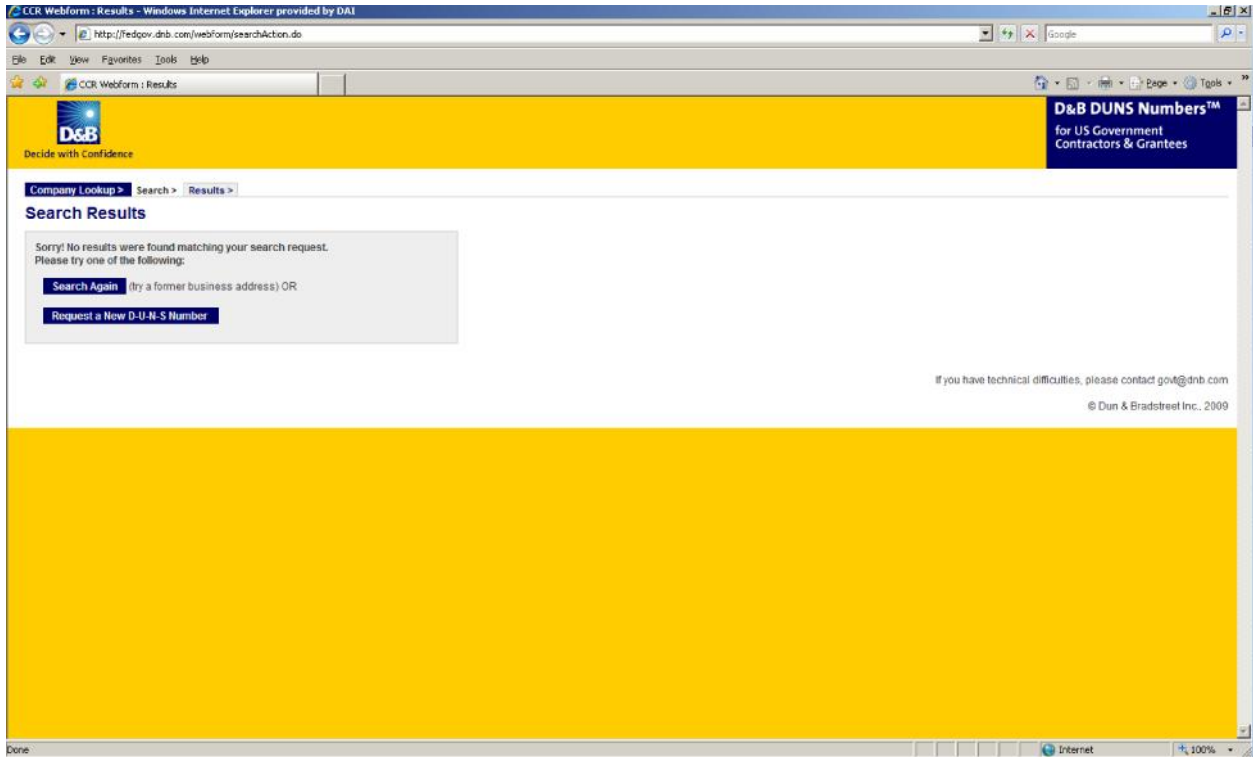 CCR Webform : Results - Windows Internet Explorer provided by DAI
http://fedgov.dnb.com/webform/searchAction.do
Google
File Edit View Favorites Tools Help
CCR Webform : Results
Page Tools
D&B
Decide with Confidence
D&B DUNS Numbers™
for US Government
Contractors & Grantees
Company Lookup > Search > Results >
Search Results
Sorry! No results were found matching your search request.
Please try one of the following:
Search Again (try a former business address) OR
Request a New D-U-N-S Number
If you have technical difficulties, please contact govt@dnb.com
© Dun & Bradstreet Inc., 2009
Done Internet 100%